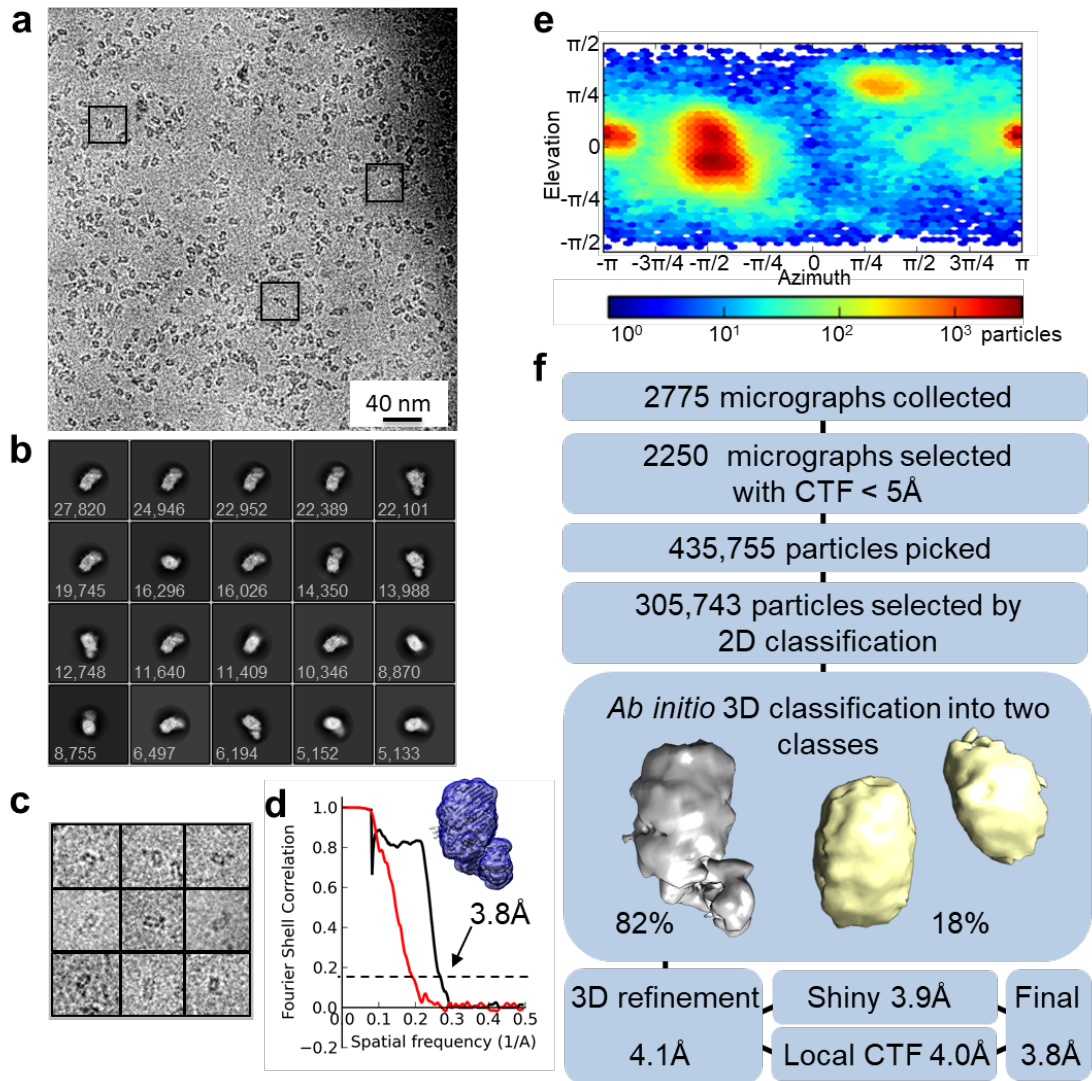 a
40 nm
b
27,820 24,946 22,952 22,389 22,101
19,745 16,296 16,026 14,350 13,988
12,748 11,640 11,409 10,346 8,870
8,755 6,497 6,194 5,152 5,133
c
d
Fourier Shell Correlation
1.0
0.8
0.6
0.4
0.2
0.0
−0.2
3.8Å
0.0 0.1 0.2 0.3 0.4 0.5
Spatial frequency (1/A)
e
Elevation
π/2
π/4
0
-π/4
-π/2
-π -3π/4 -π/2 -π/4 0 π/4 π/2 3π/4 π
Azimuth
10⁰ 10¹ 10² 10³ particles
f
2775 micrographs collected
2250 micrographs selected
with CTF < 5Å
435,755 particles picked
305,743 particles selected by
2D classification
Ab initio 3D classification into two
classes
82% 18%
3D refinement
4.1Å
Shiny 3.9Å
Local CTF 4.0Å
Final
3.8Å